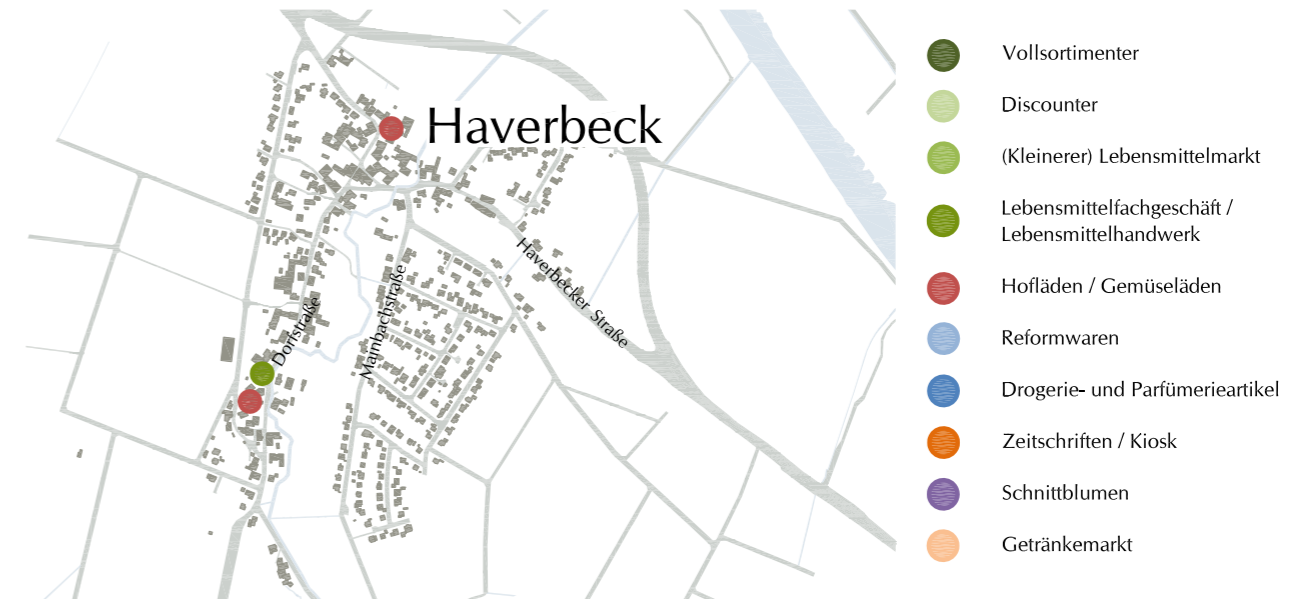 Haverbeck
Haverbecker Straße
Mainbachstraße
Dorfstraße
Vollsortimenter
Discounter
(Kleinerer) Lebensmittelmarkt
Lebensmittelfachgeschäft /
Lebensmittelhandwerk
Hofläden / Gemüseläden
Reformwaren
Drogerie- und Parfümerieartikel
Zeitschriften / Kiosk
Schnittblumen
Getränkemarkt